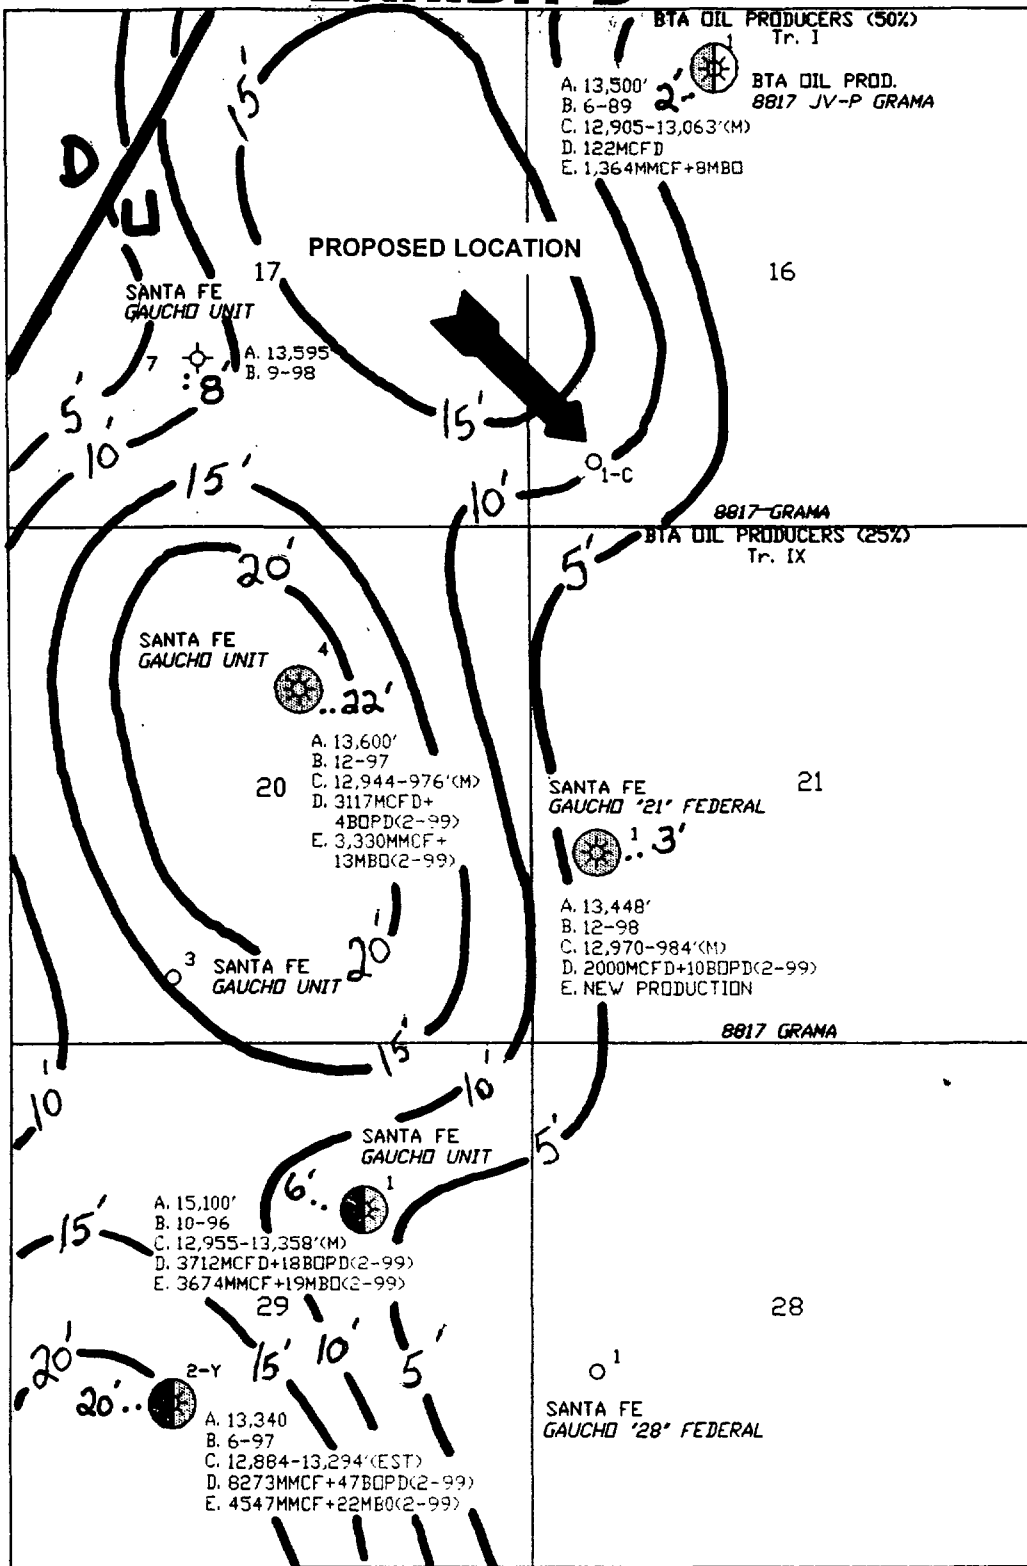 BTA OIL PRODUCERS (50%)
Tr. I
1
BTA OIL PROD.
8817 JV-P GRAMA
2'
A. 13,500'
B. 6-89
C. 12,905-13,063'(M)
D. 122MCFD
E. 1,364MMCF+8MBO
15'
D
U
PROPOSED LOCATION
17
16
SANTA FE
GAUCHO UNIT
7
A. 13,595'
B. 9-98
:8'
5'
10'
15'
15'
1-C
10'
8817 GRAMA
BTA OIL PRODUCERS (25%)
Tr. IX
5'
20'
SANTA FE
GAUCHO UNIT
4
..22'
A. 13,600'
B. 12-97
C. 12,944-976'(M)
D. 3117MCFD+
4BOPD(2-99)
E. 3,330MMCF+
13MBO(2-99)
20
21
SANTA FE
GAUCHO "21" FEDERAL
1
..3'
A. 13,448'
B. 12-98
C. 12,970-984'(M)
D. 2000MCFD+10BOPD(2-99)
E. NEW PRODUCTION
20'
3
SANTA FE
GAUCHO UNIT
8817 GRAMA
15'
10'
10'
5'
SANTA FE
GAUCHO UNIT
6'..
1
15'
A. 15,100'
B. 10-96
C. 12,955-13,358'(M)
D. 3712MCFD+18BOPD(2-99)
E. 3674MMCF+19MBO(2-99)
29
28
20'
15'
10'
5'
2-Y
20'..
A. 13,340
B. 6-97
C. 12,884-13,294'(EST)
D. 8273MMCF+47BOPD(2-99)
E. 4547MMCF+22MBO(2-99)
1
SANTA FE
GAUCHO "28" FEDERAL